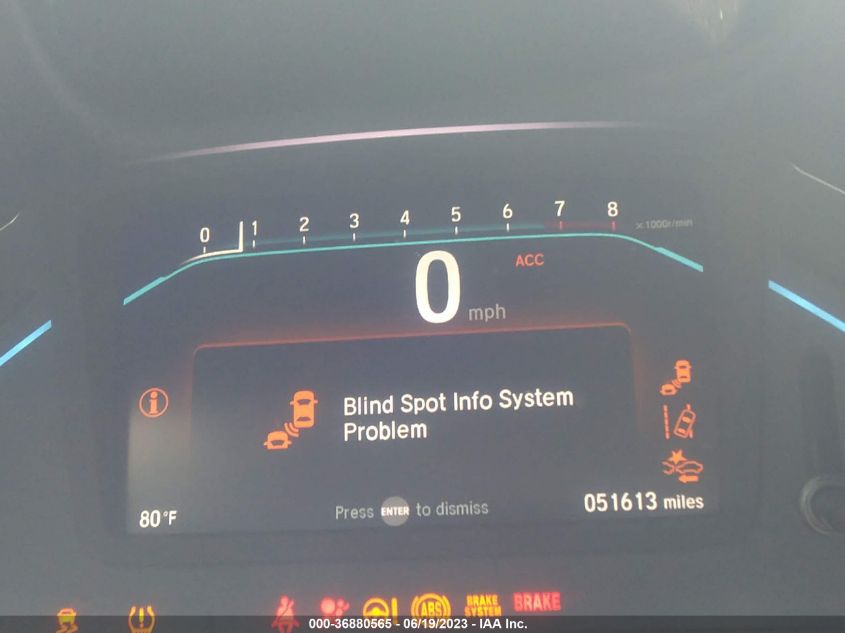 0 1 2 3 4 5 6 7 8 ×1000r/min
ACC
0 mph
Blind Spot Info System
Problem
Press ENTER to dismiss
80°F
051613 miles
ABS
BRAKE
SYSTEM
BRAKE
000-36880565 - 06/19/2023 - IAA Inc.